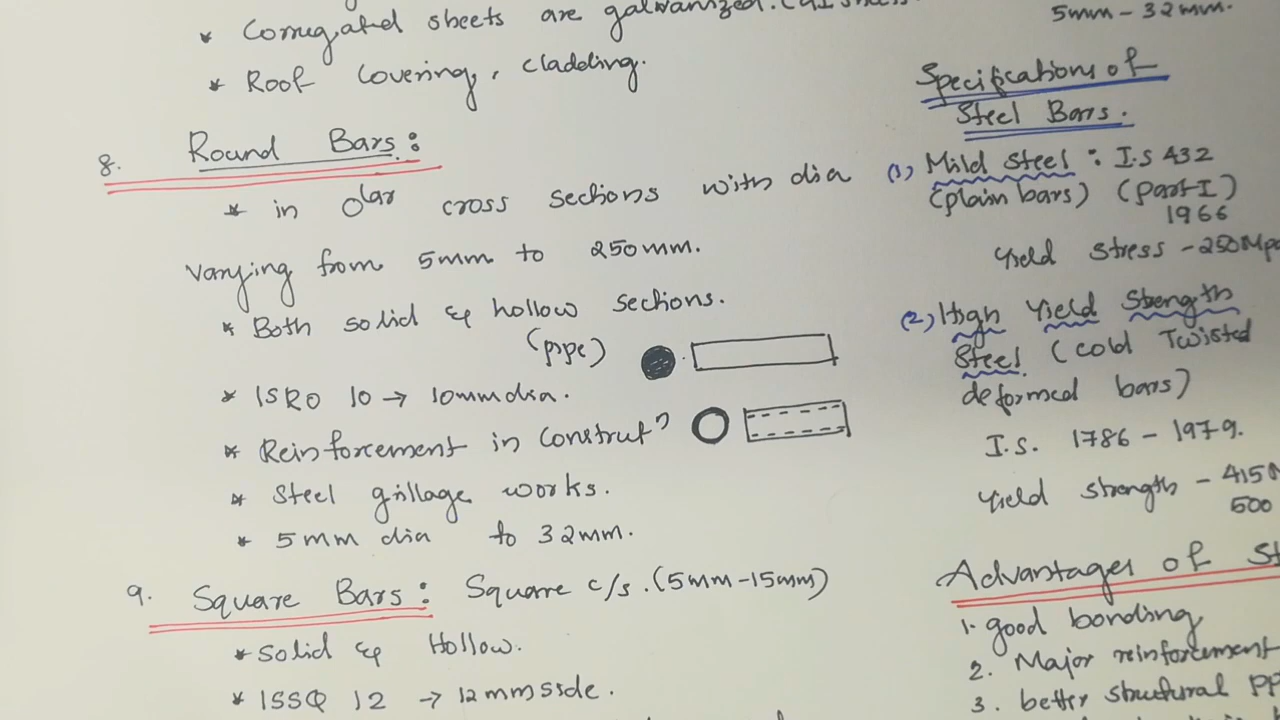 * Corrugated sheets are galvanized.
* Roof covering, cladding.
8. Round Bars:
* in Olar cross sections with dia
varying from 5mm to 250mm.
* Both solid & hollow sections.
(pipe)
* ISRO 10 → 10mm dia.
* Reinforcement in Construtⁿ
* Steel grillage works.
* 5mm dia to 32mm.
9. Square Bars: Square c/s. (5mm-15mm)
* Solid & Hollow.
* ISSQ 12 → 12mm side.
5mm - 32mm.
Specifications of
Steel Bars.
(1) Mild Steel : I.S 432
(plain bars) (Part-I)
1966
Yield stress - 250Mpa
(2) High Yield Strength
Steel (cold Twisted
deformed bars)
I.S. 1786 - 1979.
Yield strength - 415
500
Advantages of
1. good bonding
2. Major reinforcement
3. better structural